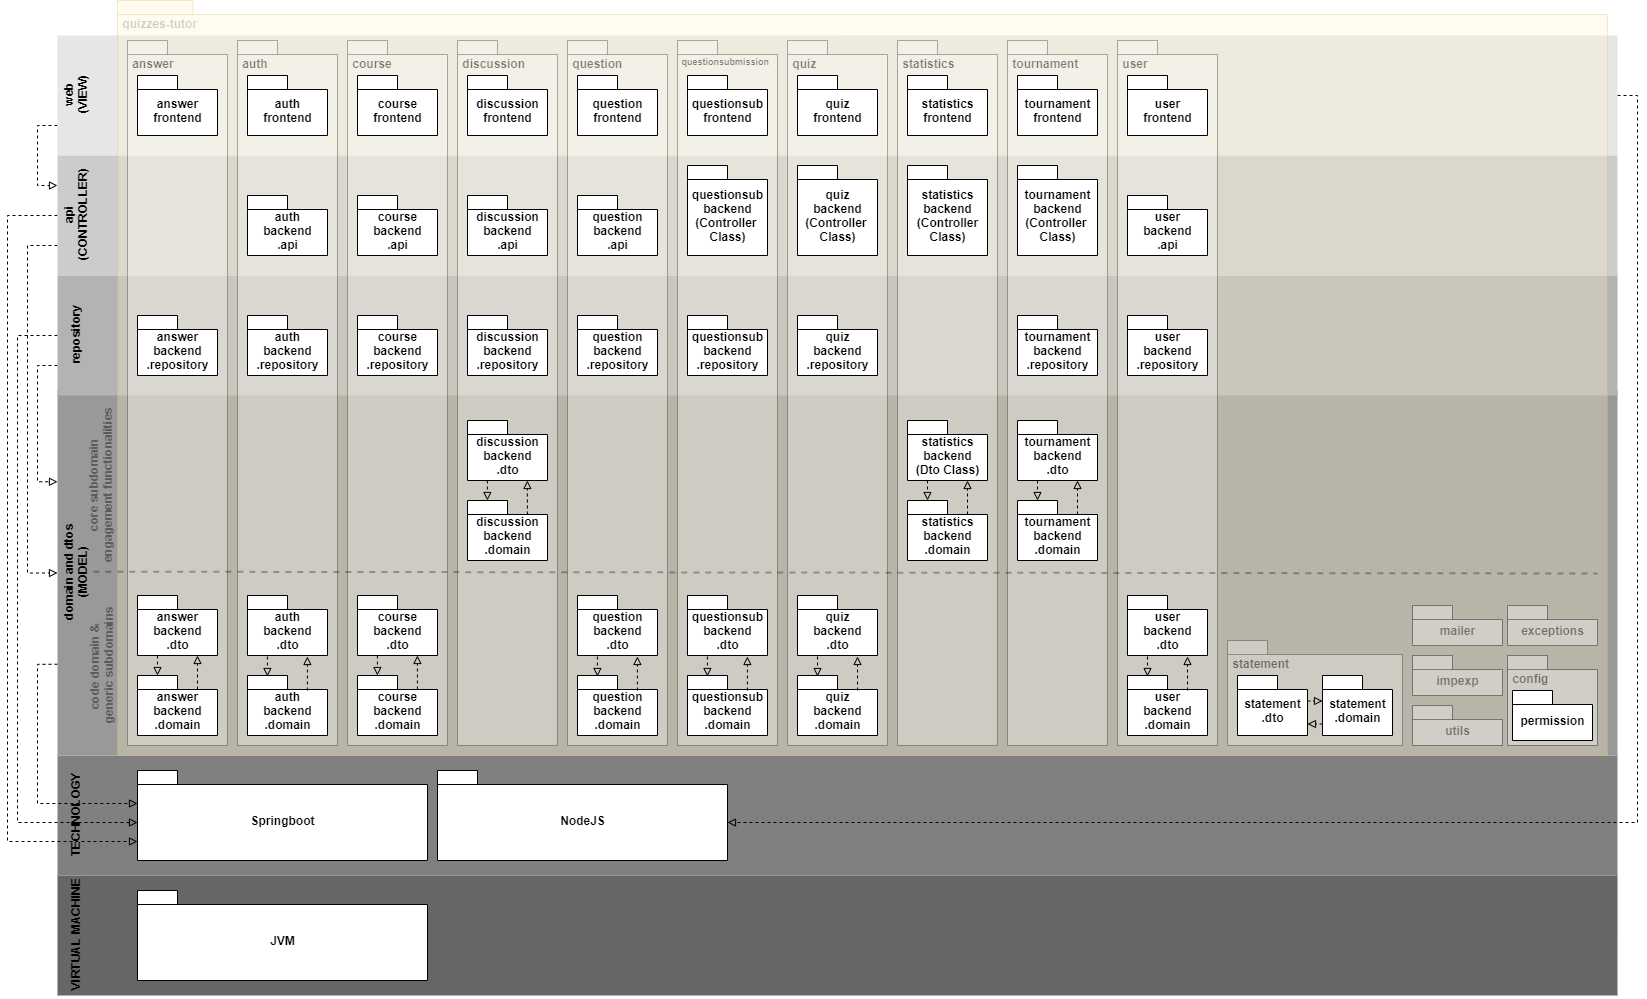 quizzes-tutor
web
(VIEW)
answer
auth
course
discussion
question
questionsubmission
quiz
statistics
tournament
user
answer
frontend
auth
frontend
course
frontend
discussion
frontend
question
frontend
questionsub
frontend
quiz
frontend
statistics
frontend
tournament
frontend
user
frontend
api
(CONTROLLER)
auth
backend
.api
course
backend
.api
discussion
backend
.api
question
backend
.api
questionsub
backend
(Controller
Class)
quiz
backend
(Controller
Class)
statistics
backend
(Controller
Class)
tournament
backend
(Controller
Class)
user
backend
.api
repository
answer
backend
.repository
auth
backend
.repository
course
backend
.repository
discussion
backend
.repository
question
backend
.repository
questionsub
backend
.repository
quiz
backend
.repository
tournament
backend
.repository
user
backend
.repository
domain and dtos
(MODEL)
core subdomain
engagement functionalities
discussion
backend
.dto
statistics
backend
(Dto Class)
tournament
backend
.dto
discussion
backend
.domain
statistics
backend
.domain
tournament
backend
.domain
code domain &
generic subdomains
answer
backend
.dto
auth
backend
.dto
course
backend
.dto
question
backend
.dto
questionsub
backend
.dto
quiz
backend
.dto
user
backend
.dto
answer
backend
.domain
auth
backend
.domain
course
backend
.domain
question
backend
.domain
questionsub
backend
.domain
quiz
backend
.domain
user
backend
.domain
statement
statement
.dto
statement
.domain
mailer
exceptions
impexp
config
utils
permission
TECHNOLOGY
Springboot
NodeJS
VIRTUAL MACHINE
JVM